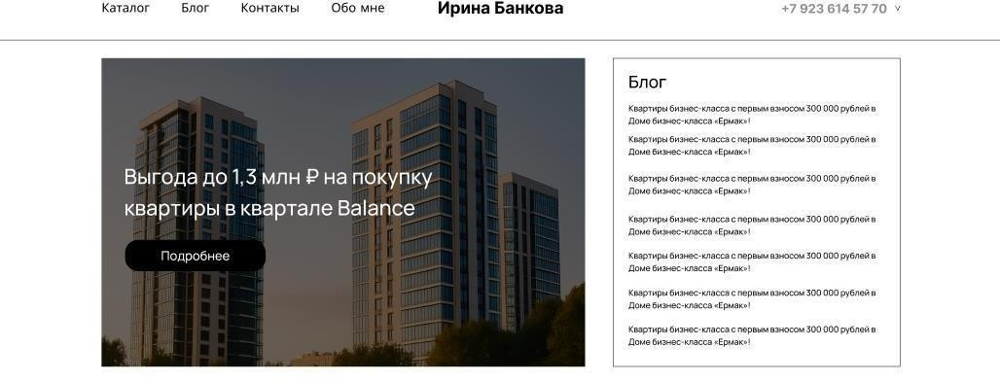 Каталог Блог Контакты Обо мне Ирина Банкова +7 923 614 57 70 v
Выгода до 1,3 млн ₽ на покупку
квартиры в квартале Balance
Подробнее
Блог
Квартиры бизнес-класса с первым взносом 300 000 рублей в
Доме бизнес-класса «Ермак»!
Квартиры бизнес-класса с первым взносом 300 000 рублей в
Доме бизнес-класса «Ермак»!
Квартиры бизнес-класса с первым взносом 300 000 рублей в
Доме бизнес-класса «Ермак»!
Квартиры бизнес-класса с первым взносом 300 000 рублей в
Доме бизнес-класса «Ермак»!
Квартиры бизнес-класса с первым взносом 300 000 рублей в
Доме бизнес-класса «Ермак»!
Квартиры бизнес-класса с первым взносом 300 000 рублей в
Доме бизнес-класса «Ермак»!
Квартиры бизнес-класса с первым взносом 300 000 рублей в
Доме бизнес-класса «Ермак»!